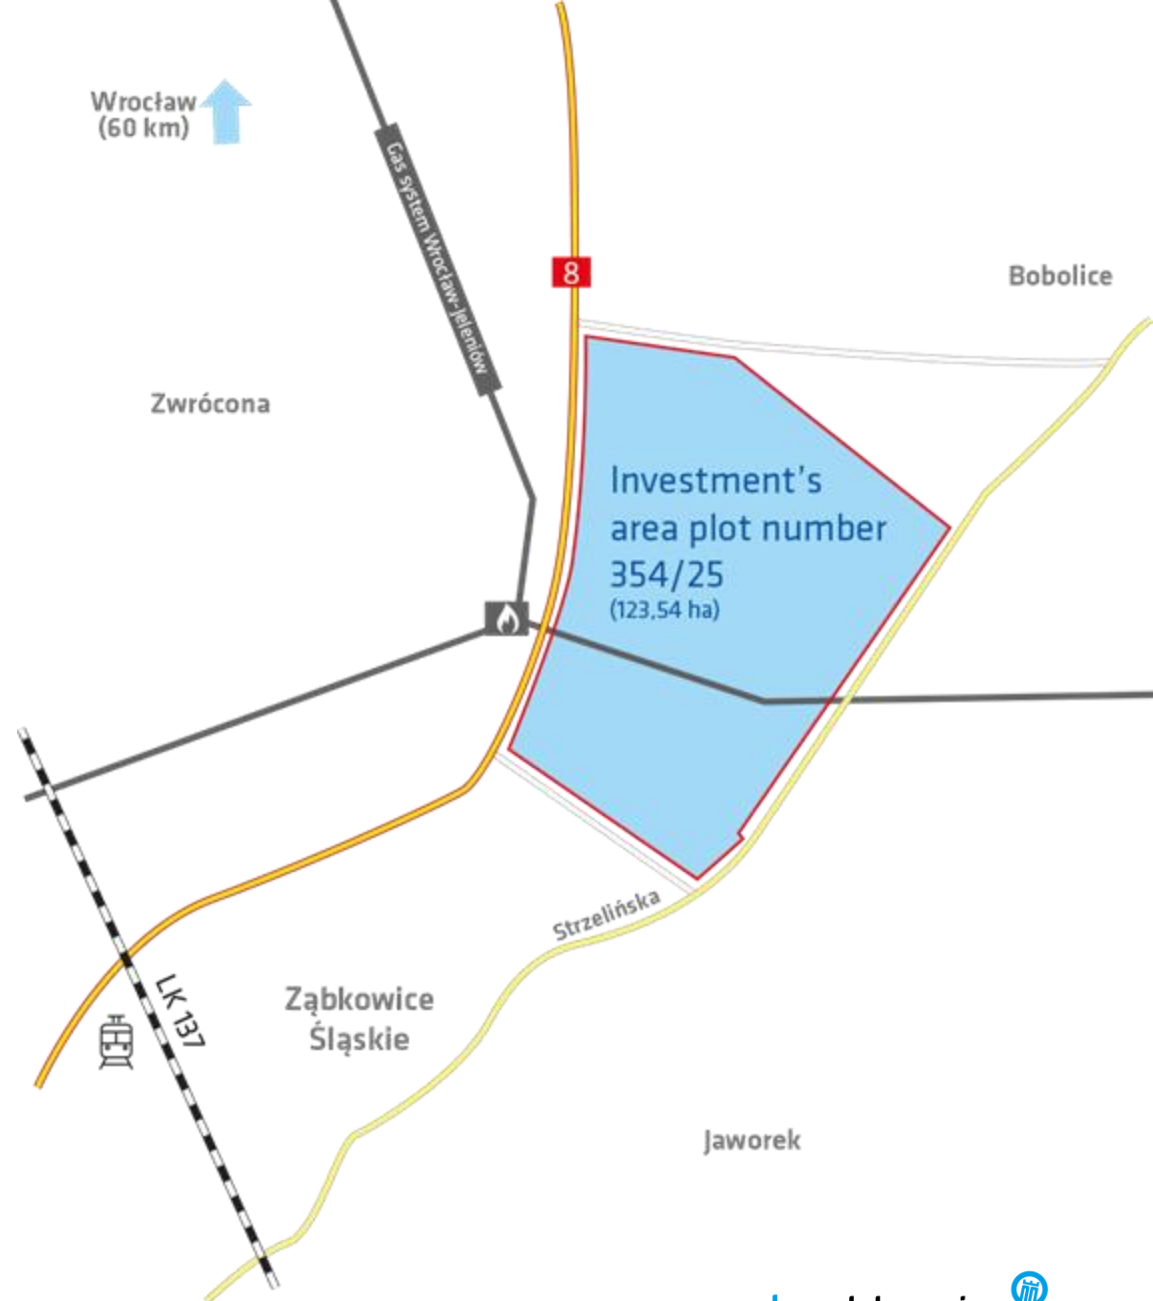 Wrocław
(60 km)
Gas system Wrocław-Jeleniów
8
Bobolice
Zwrócona
Investment's
area plot number
354/25
(123,54 ha)
Strzelińska
LK 137
Ząbkowice
Śląskie
Jaworek